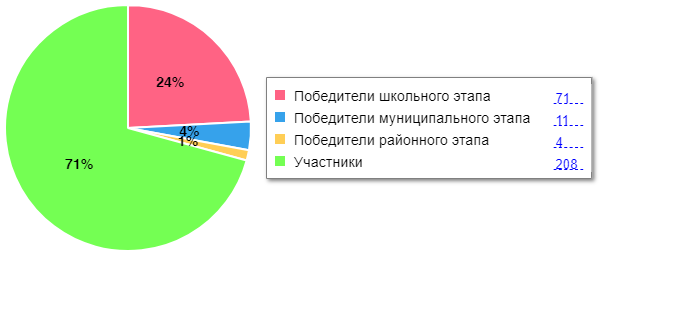 24%
4%
1%
71%
Победители школьного этапа 71
Победители муниципального этапа 11
Победители районного этапа 4
Участники 208